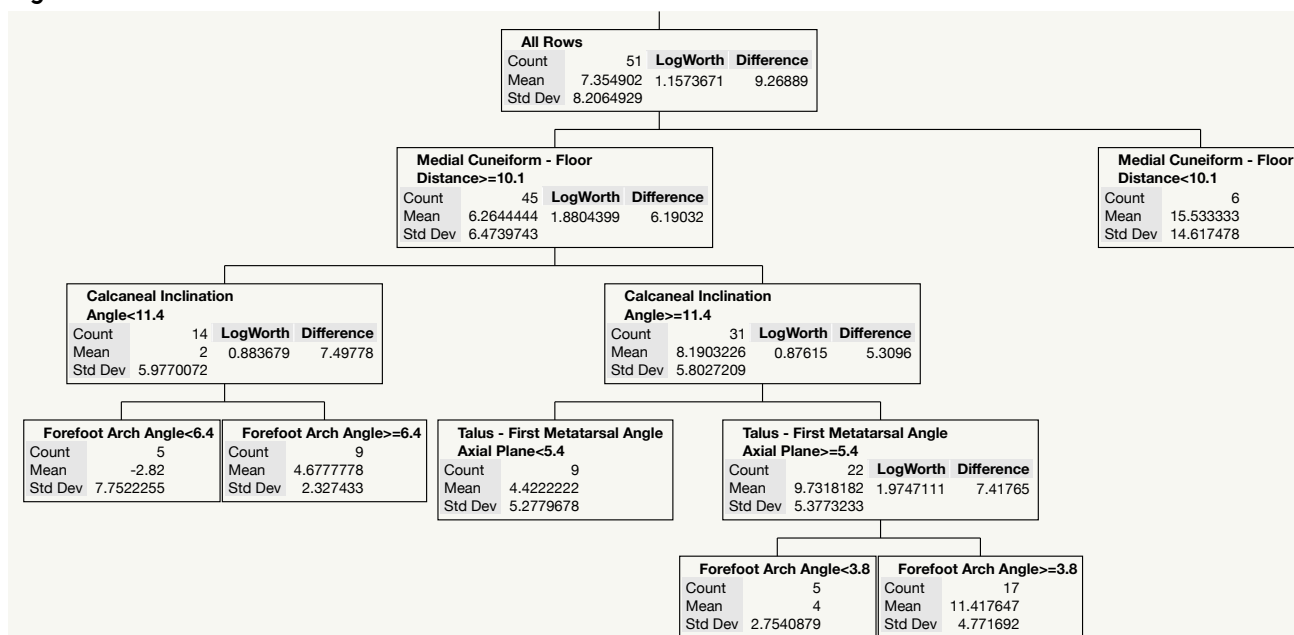 All Rows
Count 51 LogWorth Difference
Mean 7.354902 1.1573671 9.26889
Std Dev 8.2064929
Medial Cuneiform - Floor
Distance>=10.1
Count 45 LogWorth Difference
Mean 6.2644444 1.8804399 6.19032
Std Dev 6.4739743
Medial Cuneiform - Floor
Distance<10.1
Count 6
Mean 15.533333
Std Dev 14.617478
Calcaneal Inclination
Angle<11.4
Count 14 LogWorth Difference
Mean 2 0.883679 7.49778
Std Dev 5.9770072
Calcaneal Inclination
Angle>=11.4
Count 31 LogWorth Difference
Mean 8.1903226 0.87615 5.3096
Std Dev 5.8027209
Forefoot Arch Angle<6.4
Count 5
Mean -2.82
Std Dev 7.7522255
Forefoot Arch Angle>=6.4
Count 9
Mean 4.6777778
Std Dev 2.327433
Talus - First Metatarsal Angle
Axial Plane<5.4
Count 9
Mean 4.4222222
Std Dev 5.2779678
Talus - First Metatarsal Angle
Axial Plane>=5.4
Count 22 LogWorth Difference
Mean 9.7318182 1.9747111 7.41765
Std Dev 5.3773233
Forefoot Arch Angle<3.8
Count 5
Mean 4
Std Dev 2.7540879
Forefoot Arch Angle>=3.8
Count 17
Mean 11.417647
Std Dev 4.771692